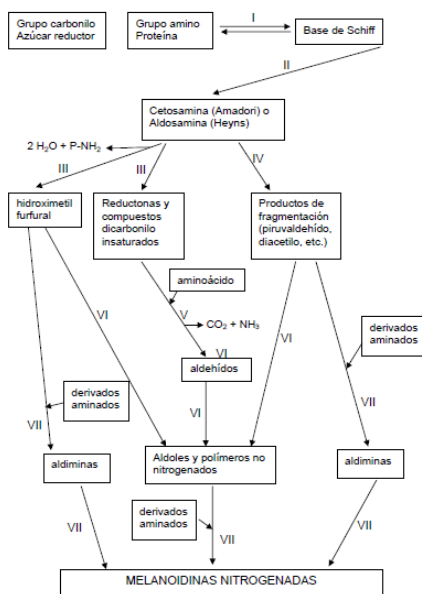 Grupo carbonilo
Azúcar reductor
Grupo amino
Proteína
I
Base de Schiff
II
Cetosamina (Amadori) o
Aldosamina (Heyns)
2 H₂O + P-NH₂
III
III
IV
hidroximetil
furfural
Reductonas y
compuestos
dicarbonilo
insaturados
Productos de
fragmentación
(piruvaldehído,
diacetilo, etc.)
aminoácido
VI
V
CO₂ + NH₃
VI
VI
derivados
aminados
aldehídos
derivados
aminados
VI
VII
VII
aldiminas
Aldoles y polímeros no
nitrogenados
aldiminas
VII
derivados
aminados
VII
VII
MELANOIDINAS NITROGENADAS